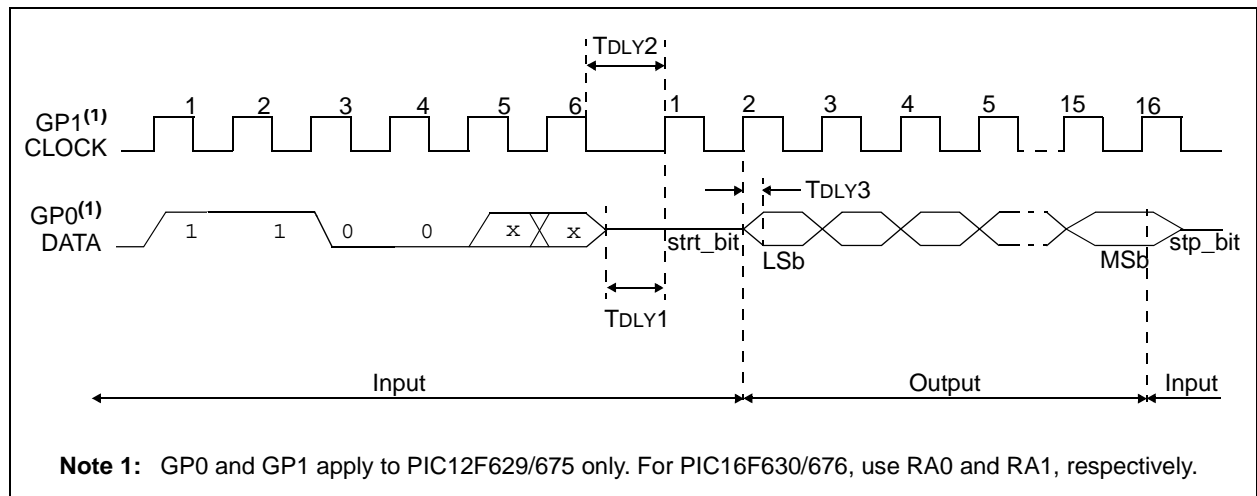 TDLY2
1 2 3 4 5 6 1 2 3 4 5 15 16
GP1(1)
CLOCK
TDLY3
GP0(1)
DATA
1 1 0 0 x x strt_bit LSb MSb stp_bit
TDLY1
Input Output Input
Note 1: GP0 and GP1 apply to PIC12F629/675 only. For PIC16F630/676, use RA0 and RA1, respectively.